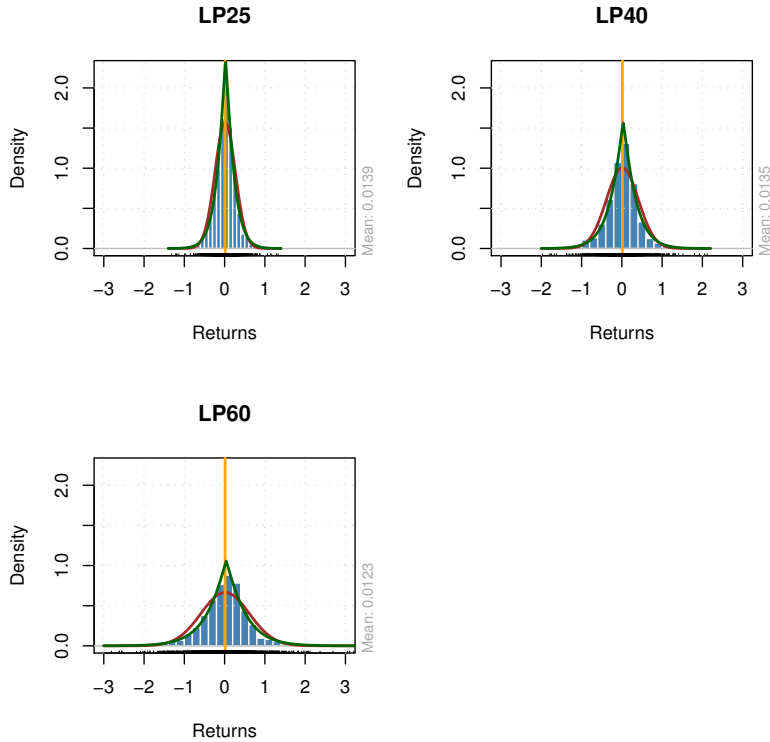 LP25
Density
0.0
1.0
2.0
−3 −2 −1 0 1 2 3
Returns
Mean: 0.0139
LP40
Density
0.0
1.0
2.0
−3 −2 −1 0 1 2 3
Returns
Mean: 0.0135
LP60
Density
0.0
1.0
2.0
−3 −2 −1 0 1 2 3
Returns
Mean: 0.0123